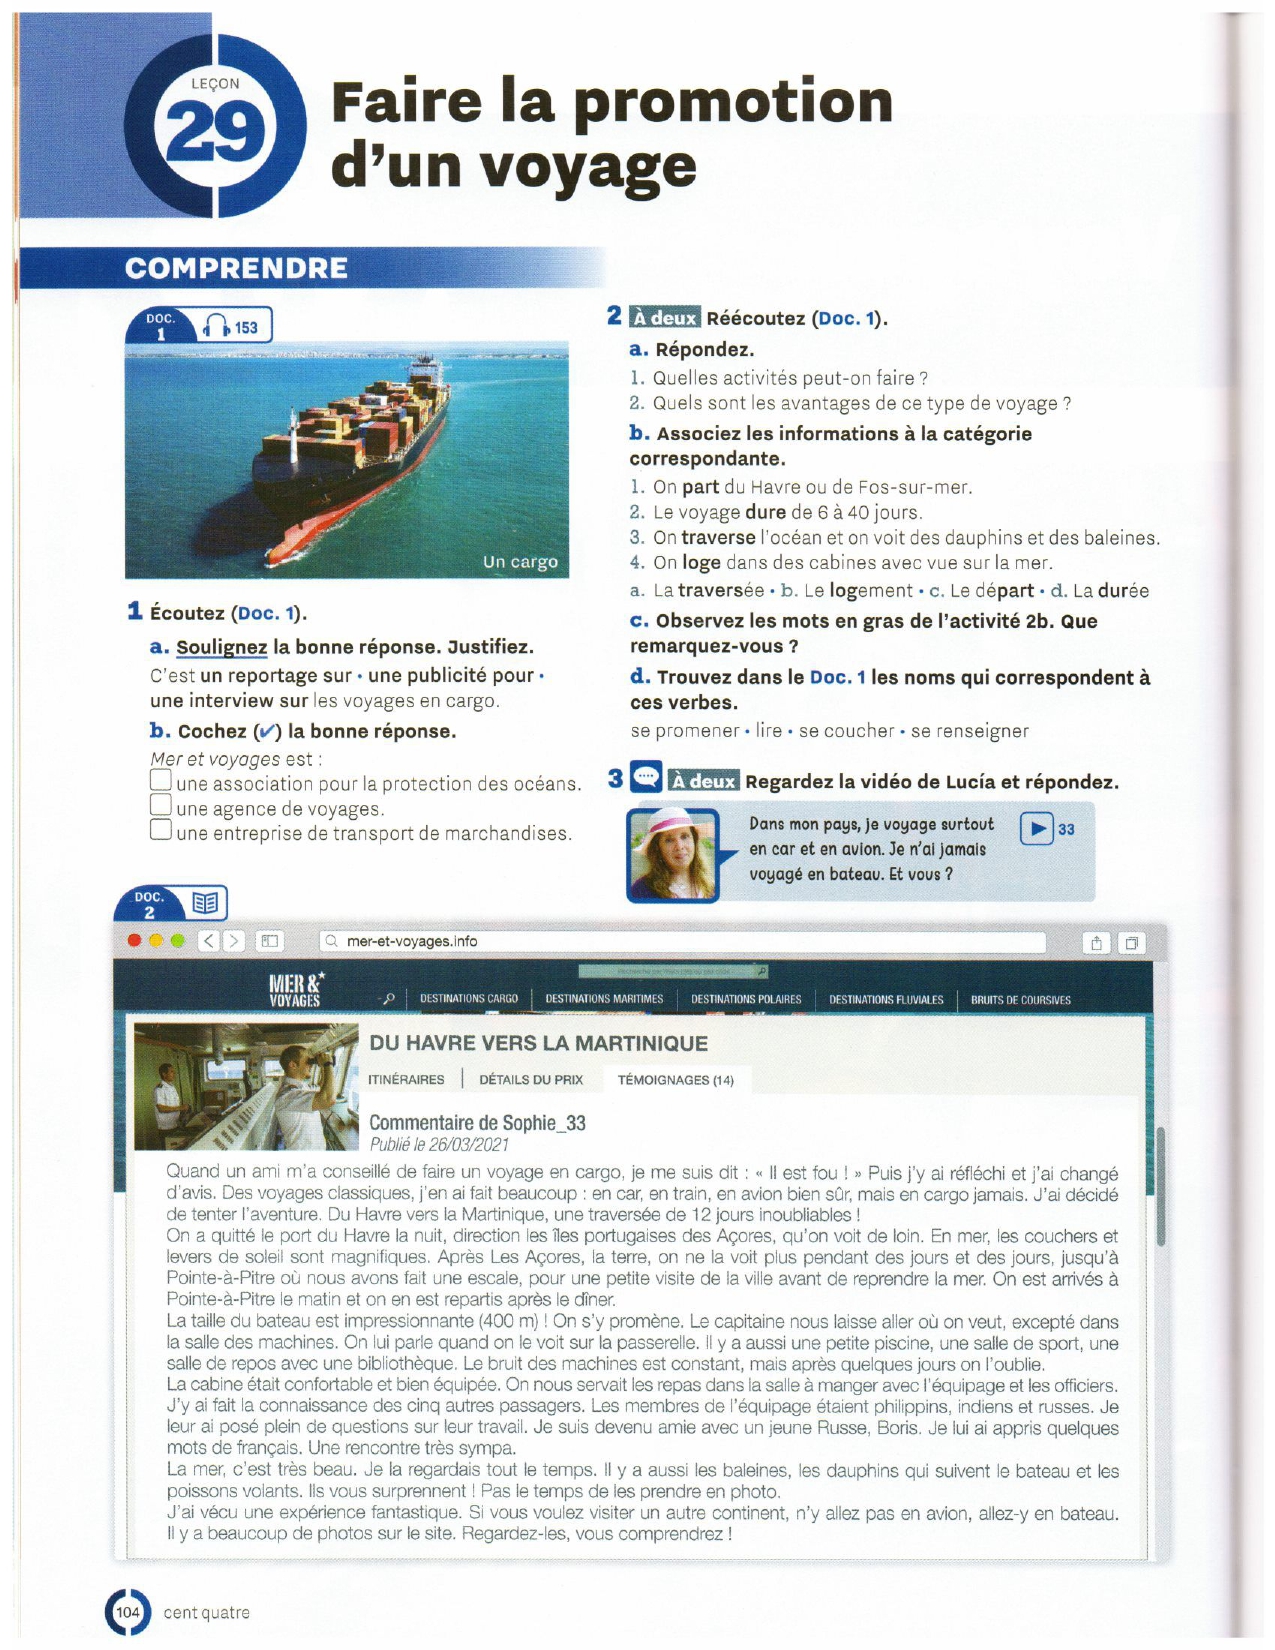 LEÇON
29
Faire la promotion
d'un voyage
COMPRENDRE
DOC.
1
153
Un cargo
1 Écoutez (Doc. 1).
a. Soulignez la bonne réponse. Justifiez.
C'est un reportage sur • une publicité pour •
une interview sur les voyages en cargo.
b. Cochez (✔) la bonne réponse.
Mer et voyages est :
une association pour la protection des océans.
une agence de voyages.
une entreprise de transport de marchandises.
2 À deux Réécoutez (Doc. 1).
a. Répondez.
1. Quelles activités peut-on faire ?
2. Quels sont les avantages de ce type de voyage ?
b. Associez les informations à la catégorie
correspondante.
1. On part du Havre ou de Fos-sur-mer.
2. Le voyage dure de 6 à 40 jours.
3. On traverse l'océan et on voit des dauphins et des baleines.
4. On loge dans des cabines avec vue sur la mer.
a. La traversée • b. Le logement • c. Le départ • d. La durée
c. Observez les mots en gras de l'activité 2b. Que
remarquez-vous ?
d. Trouvez dans le Doc. 1 les noms qui correspondent à
ces verbes.
se promener • lire • se coucher • se renseigner
3 À deux Regardez la vidéo de Lucía et répondez.
Dans mon pays, je voyage surtout
en car et en avion. Je n'ai jamais
voyagé en bateau. Et vous ?
33
DOC.
2
mer-et-voyages.info
MER &*
VOYAGES
DESTINATIONS CARGO
DESTINATIONS MARITIMES
DESTINATIONS POLAIRES
DESTINATIONS FLUVIALES
BRUITS DE COURSIVES
DU HAVRE VERS LA MARTINIQUE
ITINÉRAIRES | DÉTAILS DU PRIX TÉMOIGNAGES (14)
Commentaire de Sophie_33
Publié le 26/03/2021
Quand un ami m'a conseillé de faire un voyage en cargo, je me suis dit : « Il est fou ! » Puis j'y ai réfléchi et j'ai changé
d'avis. Des voyages classiques, j'en ai fait beaucoup : en car, en train, en avion bien sûr, mais en cargo jamais. J'ai décidé
de tenter l'aventure. Du Havre vers la Martinique, une traversée de 12 jours inoubliables !
On a quitté le port du Havre la nuit, direction les îles portugaises des Açores, qu'on voit de loin. En mer, les couchers et
levers de soleil sont magnifiques. Après Les Açores, la terre, on ne la voit plus pendant des jours et des jours, jusqu'à
Pointe-à-Pitre où nous avons fait une escale, pour une petite visite de la ville avant de reprendre la mer. On est arrivés à
Pointe-à-Pitre le matin et on en est repartis après le dîner.
La taille du bateau est impressionnante (400 m) ! On s'y promène. Le capitaine nous laisse aller où on veut, excepté dans
la salle des machines. On lui parle quand on le voit sur la passerelle. Il y a aussi une petite piscine, une salle de sport, une
salle de repos avec une bibliothèque. Le bruit des machines est constant, mais après quelques jours on l'oublie.
La cabine était confortable et bien équipée. On nous servait les repas dans la salle à manger avec l'équipage et les officiers.
J'y ai fait la connaissance des cinq autres passagers. Les membres de l'équipage étaient philippins, indiens et russes. Je
leur ai posé plein de questions sur leur travail. Je suis devenu amie avec un jeune Russe, Boris. Je lui ai appris quelques
mots de français. Une rencontre très sympa.
La mer, c'est très beau. Je la regardais tout le temps. Il y a aussi les baleines, les dauphins qui suivent le bateau et les
poissons volants. Ils vous surprennent ! Pas le temps de les prendre en photo.
J'ai vécu une expérience fantastique. Si vous voulez visiter un autre continent, n'y allez pas en avion, allez-y en bateau.
Il y a beaucoup de photos sur le site. Regardez-les, vous comprendrez !
104 cent quatre